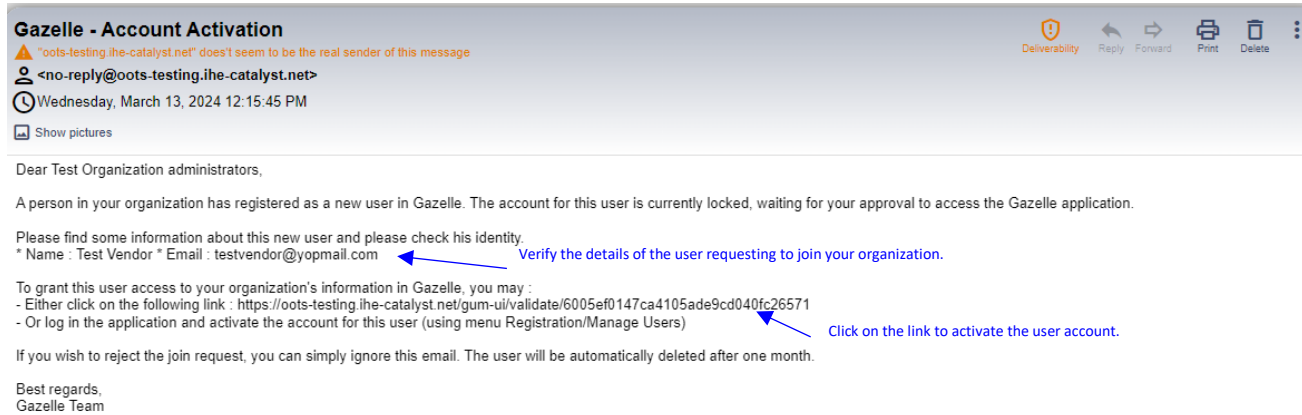 Gazelle - Account Activation
"oots-testing.ihe-catalyst.net" does't seem to be the real sender of this message
Deliverability Reply Forward Print Delete
<no-reply@oots-testing.ihe-catalyst.net>
Wednesday, March 13, 2024 12:15:45 PM
Show pictures
Dear Test Organization administrators,
A person in your organization has registered as a new user in Gazelle. The account for this user is currently locked, waiting for your approval to access the Gazelle application.
Please find some information about this new user and please check his identity.
* Name : Test Vendor * Email : testvendor@yopmail.com
Verify the details of the user requesting to join your organization.
To grant this user access to your organization's information in Gazelle, you may :
- Either click on the following link : https://oots-testing.ihe-catalyst.net/gum-ui/validate/6005ef0147ca4105ade9cd040fc26571
- Or log in the application and activate the account for this user (using menu Registration/Manage Users)
Click on the link to activate the user account.
If you wish to reject the join request, you can simply ignore this email. The user will be automatically deleted after one month.
Best regards,
Gazelle Team